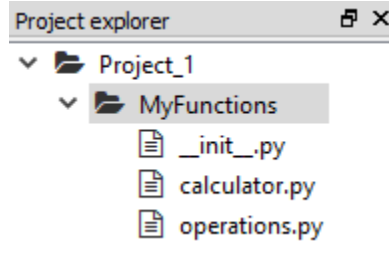 Project explorer
Project_1
MyFunctions
__init__.py
calculator.py
operations.py